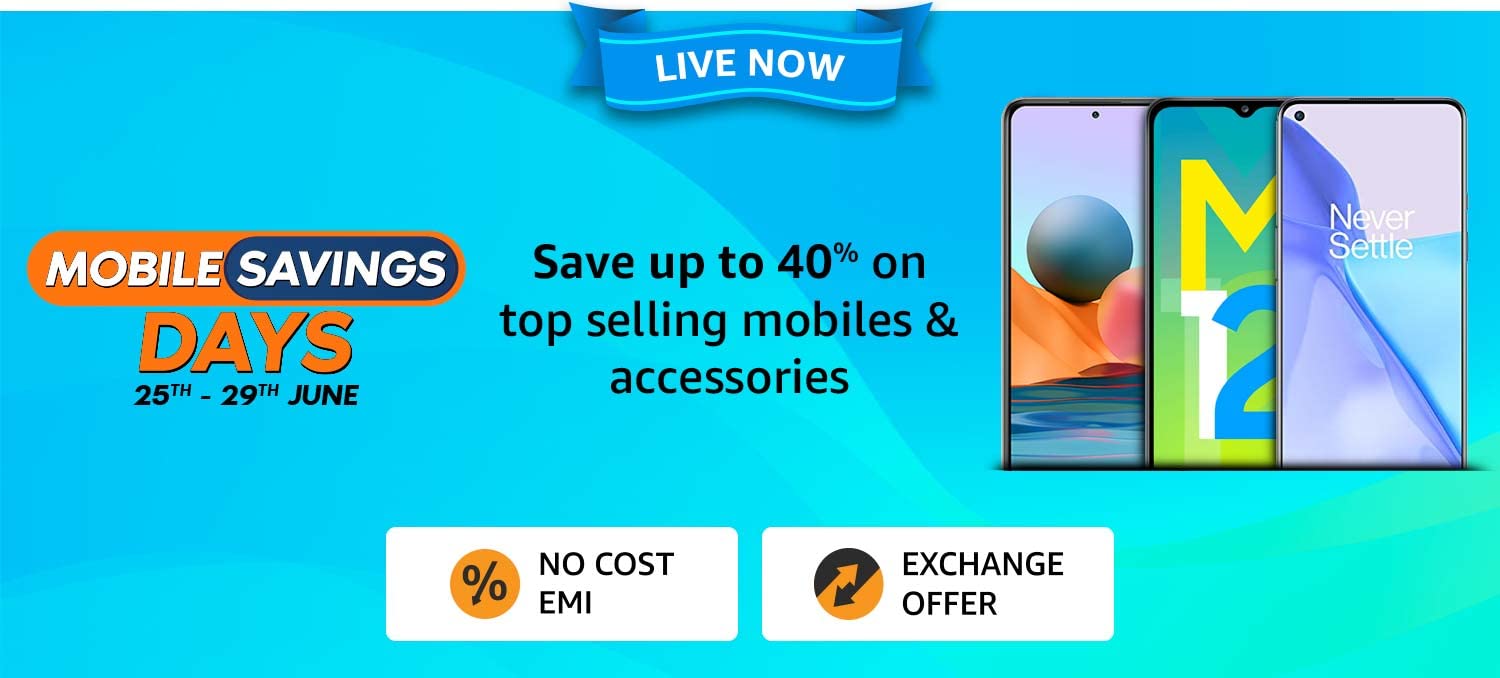 LIVE NOW
MOBILE SAVINGS
DAYS
25TH - 29TH JUNE
Save up to 40% on
top selling mobiles &
accessories
M
12
Never
Settle
NO COST
EMI
EXCHANGE
OFFER